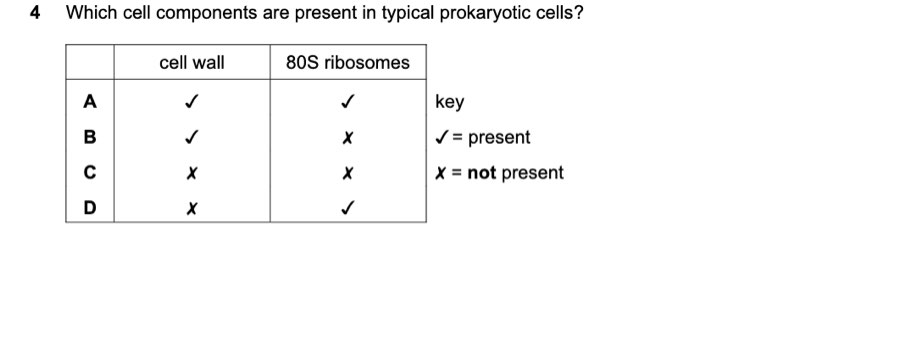 4 Which cell components are present in typical prokaryotic cells?
cell wall 80S ribosomes
A ✓ ✓ key
B ✓ ✗ ✓ = present
C ✗ ✗ ✗ = not present
D ✗ ✓